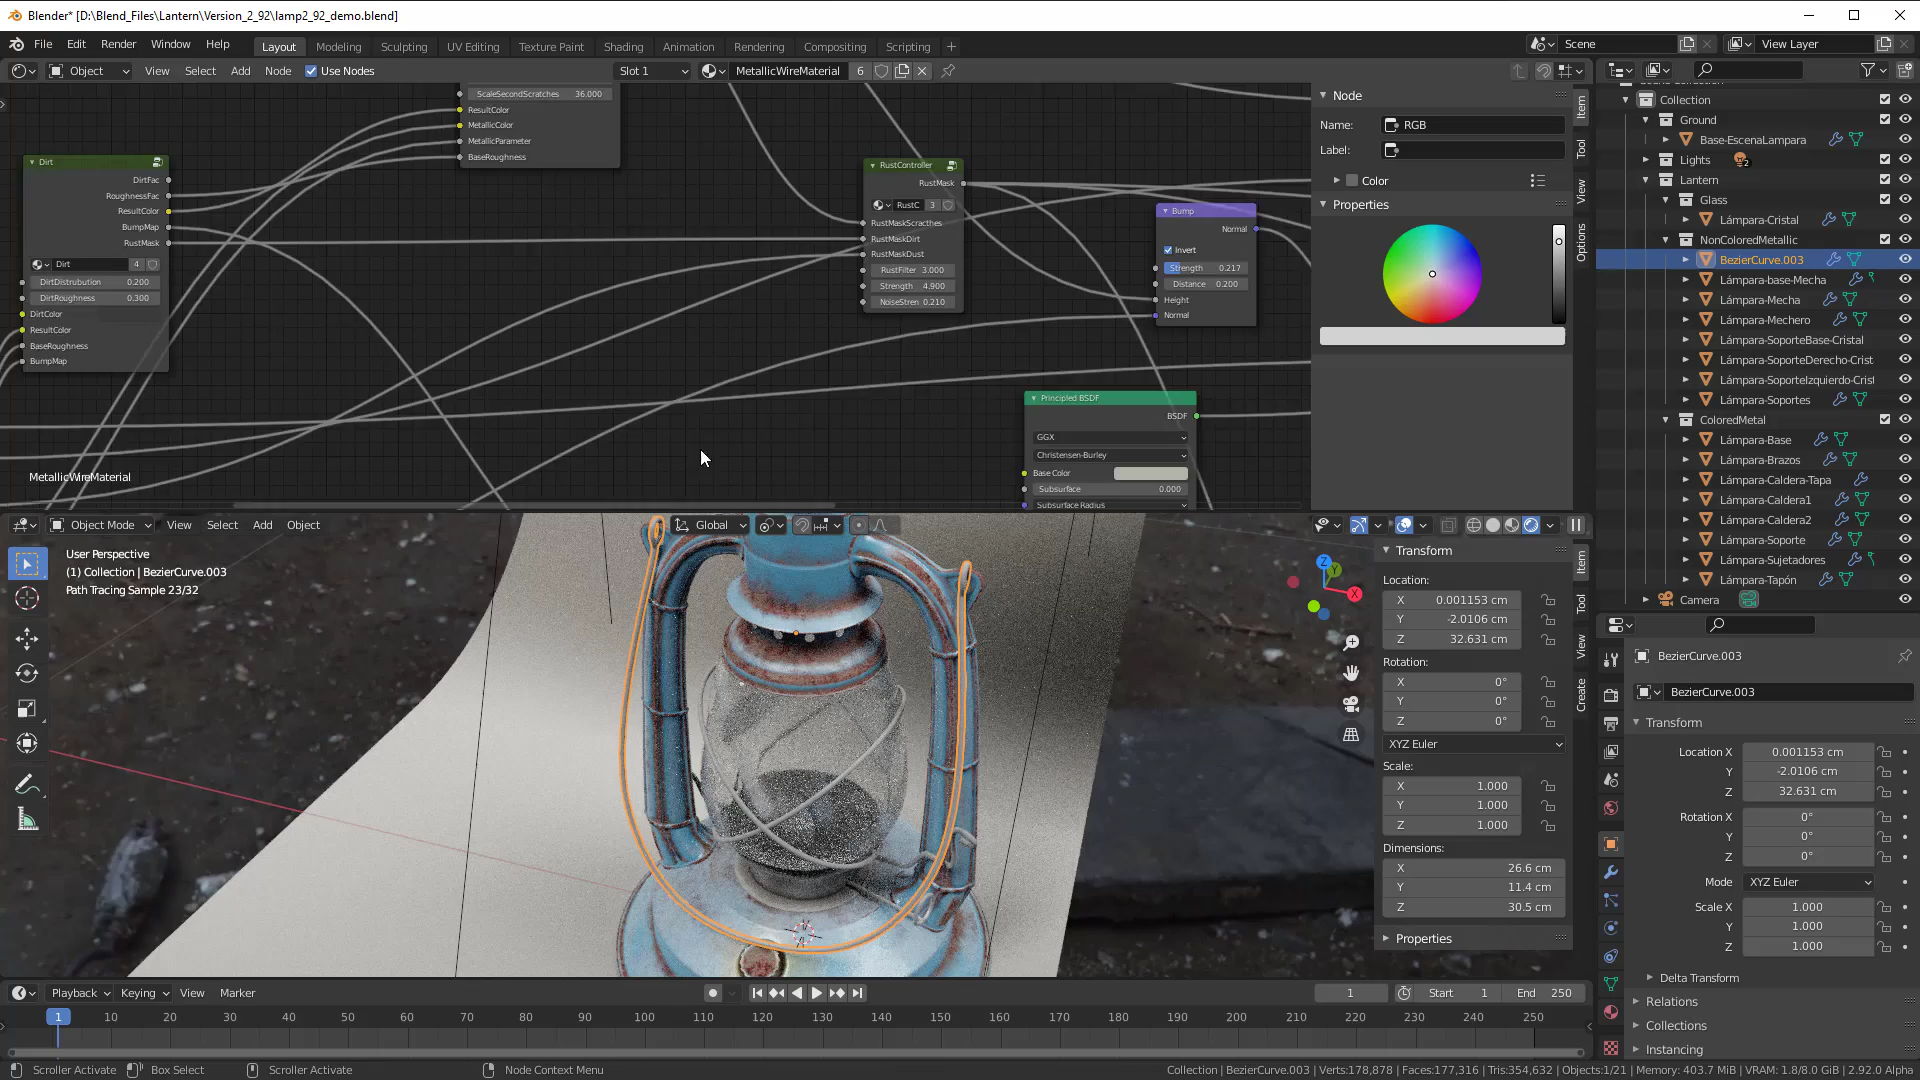 Blender* [D:\Blend_Files\Lantern\Version_2_92\lamp2_92_demo.blend]
File Edit Render Window Help Layout Modeling Sculpting UV Editing Texture Paint Shading Animation Rendering Compositing Scripting + Scene View Layer
Object View Select Add Node Use Nodes Slot 1 MetallicWireMaterial 6
ScaleSecondScratches 36.000
ResultColor
MetallicColor
MetallicParameter
BaseRoughness
Dirt
DirtFac
RoughnessFac
ResultColor
BumpMap
RustMask
Dirt 4
DirtDistrubution 0.200
DirtRoughness 0.300
DirtColor
ResultColor
BaseRoughness
BumpMap
RustController
RustMask
RustC 3
RustMaskScracthes
RustMaskDirt
RustMaskDust
RustFilter 3.000
Strength 4.900
NoiseStren 0.210
Bump
Normal
Invert
Strength 0.217
Distance 0.200
Height
Normal
Principled BSDF
BSDF
GGX
Christensen-Burley
Base Color
Subsurface 0.000
Subsurface Radius
MetallicWireMaterial
Node
Name: RGB
Label:
Color
Properties
Item
Tool
View
Options
Collection
Ground
Base-EscenaLampara
Lights 2
Lantern
Glass
Lámpara-Cristal
NonColoredMetallic
BezierCurve.003
Lámpara-base-Mecha
Lámpara-Mecha
Lámpara-Mechero
Lámpara-SoporteBase-Cristal
Lámpara-SoporteDerecho-Crist
Lámpara-SoporteIzquierdo-Crist
Lámpara-Soportes
ColoredMetal
Lámpara-Base
Lámpara-Brazos
Lámpara-Caldera-Tapa
Lámpara-Caldera1
Lámpara-Caldera2
Lámpara-Soporte
Lámpara-Sujetadores
Lámpara-Tapón
Camera
Object Mode View Select Add Object Global
User Perspective
(1) Collection | BezierCurve.003
Path Tracing Sample 23/32
Z
Y
X
Transform
Location:
X 0.001153 cm
Y -2.0106 cm
Z 32.631 cm
Rotation:
X 0°
Y 0°
Z 0°
XYZ Euler
Scale:
X 1.000
Y 1.000
Z 1.000
Dimensions:
X 26.6 cm
Y 11.4 cm
Z 30.5 cm
Properties
Item
Tool
View
Create
BezierCurve.003
BezierCurve.003
Transform
Location X 0.001153 cm
Y -2.0106 cm
Z 32.631 cm
Rotation X 0°
Y 0°
Z 0°
Mode XYZ Euler
Scale X 1.000
Y 1.000
Z 1.000
Delta Transform
Relations
Collections
Instancing
Playback Keying View Marker 1 Start 1 End 250
1 10 20 30 40 50 60 70 80 90 100 110 120 130 140 150 160 170 180 190 200 210 220 230 240 250
Scroller Activate Box Select Scroller Activate Node Context Menu Collection | BezierCurve.003 | Verts:178,878 | Faces:177,316 | Tris:354,632 | Objects:1/21 | Memory: 403.7 MiB | VRAM: 1.8/8.0 GiB | 2.92.0 Alpha